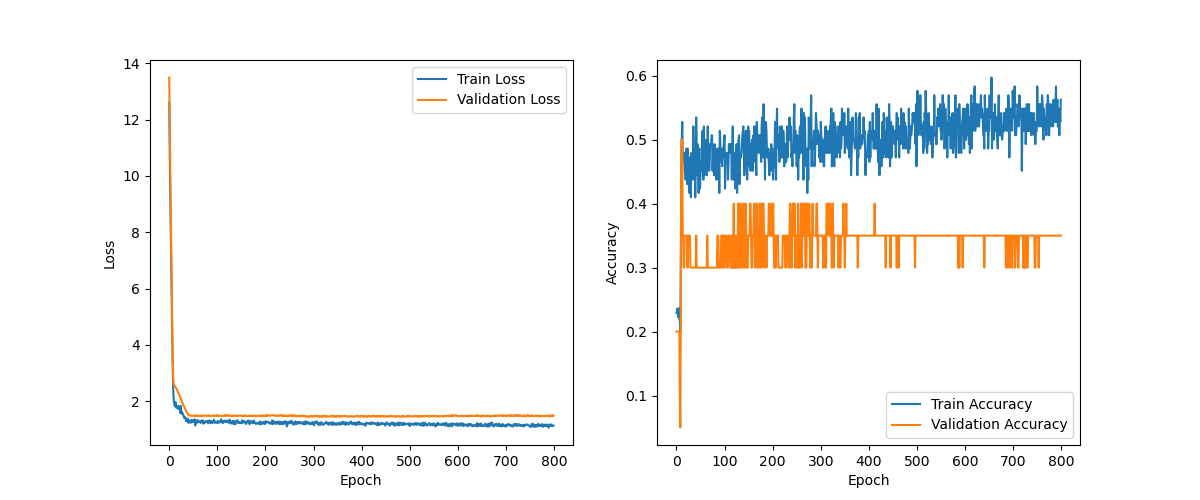 14
12
10
8
6
4
2
0 100 200 300 400 500 600 700 800
Epoch
Loss
Train Loss
Validation Loss
0.6
0.5
0.4
0.3
0.2
0.1
0 100 200 300 400 500 600 700 800
Epoch
Accuracy
Train Accuracy
Validation Accuracy